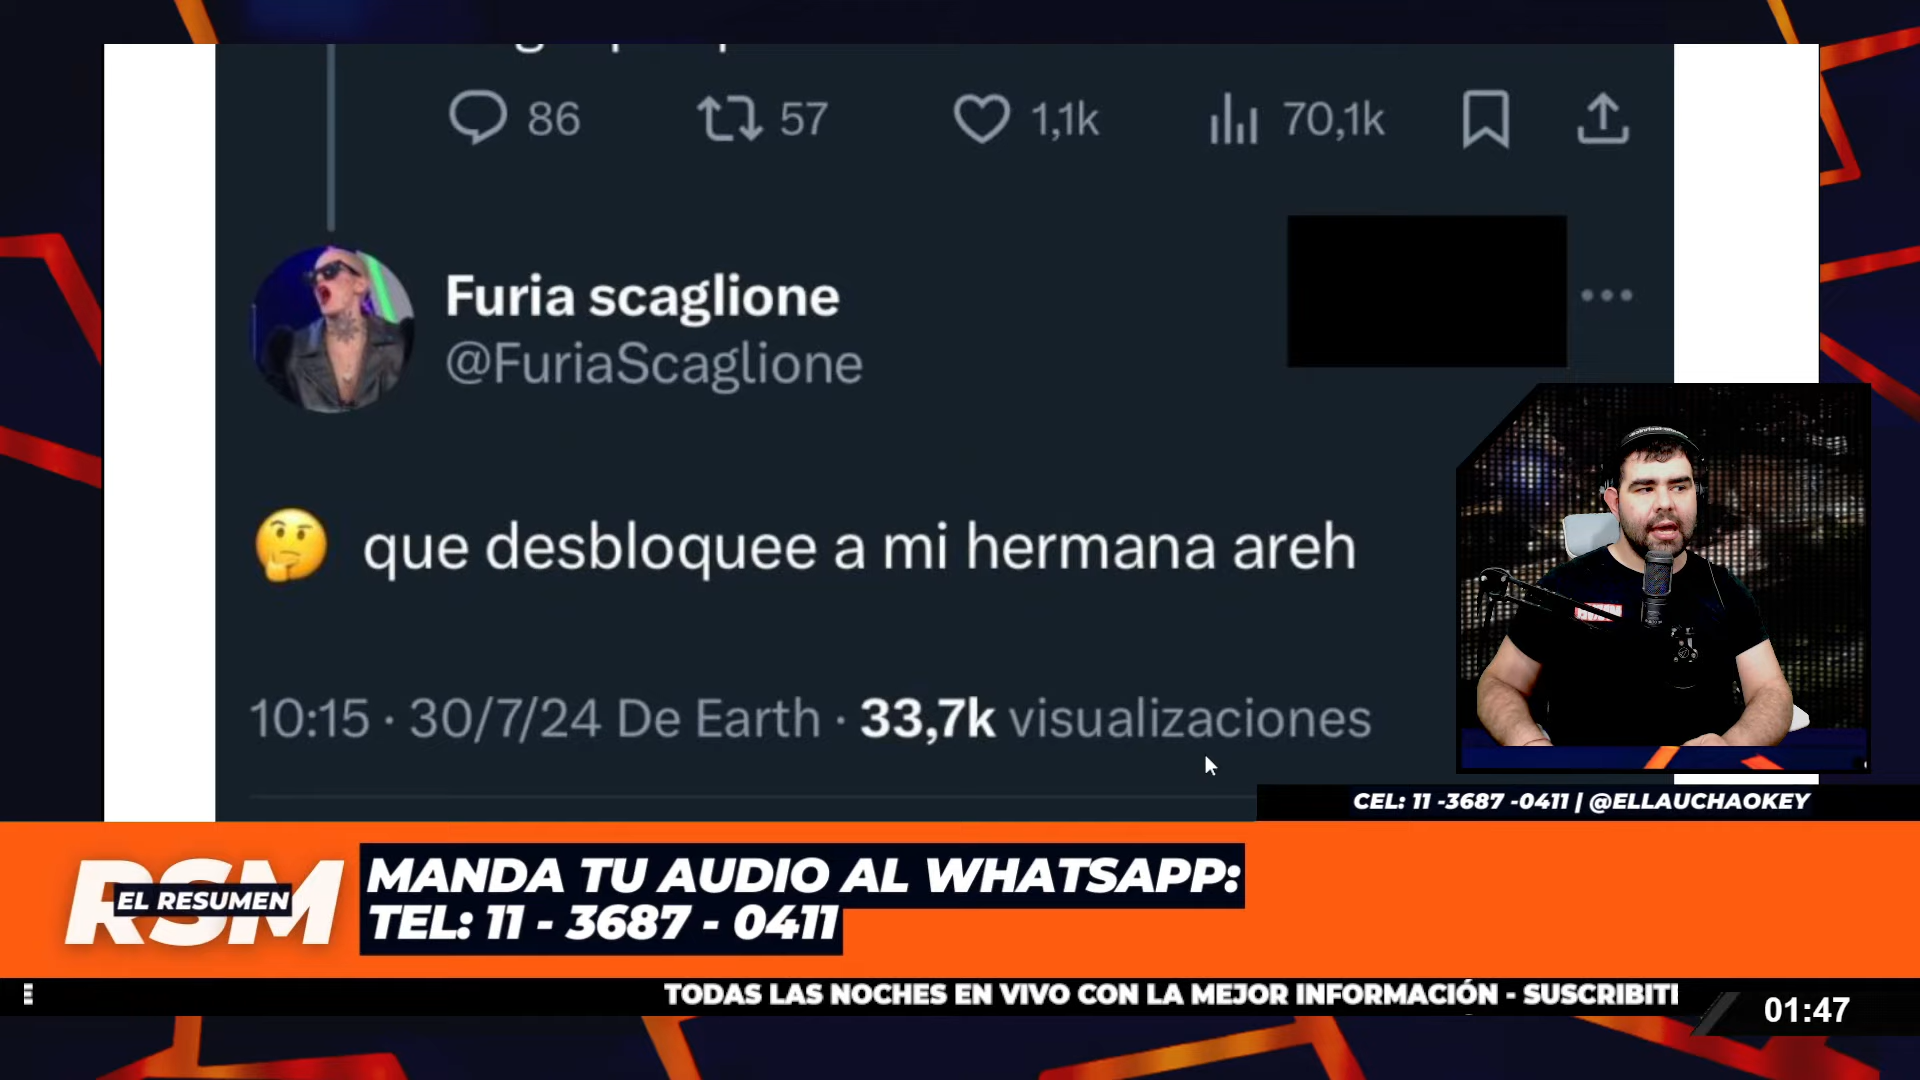 86 57 1,1k 70,1k
Furia scaglione
@FuriaScaglione
🤔 que desbloquee a mi hermana areh
10:15 · 30/7/24 De Earth · 33,7k visualizaciones
CEL: 11 -3687 -0411 | @ELLAUCHAOKEY
RSM
EL RESUMEN
MANDA TU AUDIO AL WHATSAPP:
TEL: 11 - 3687 - 0411
TODAS LAS NOCHES EN VIVO CON LA MEJOR INFORMACIÓN - SUSCRIBITE
01:47